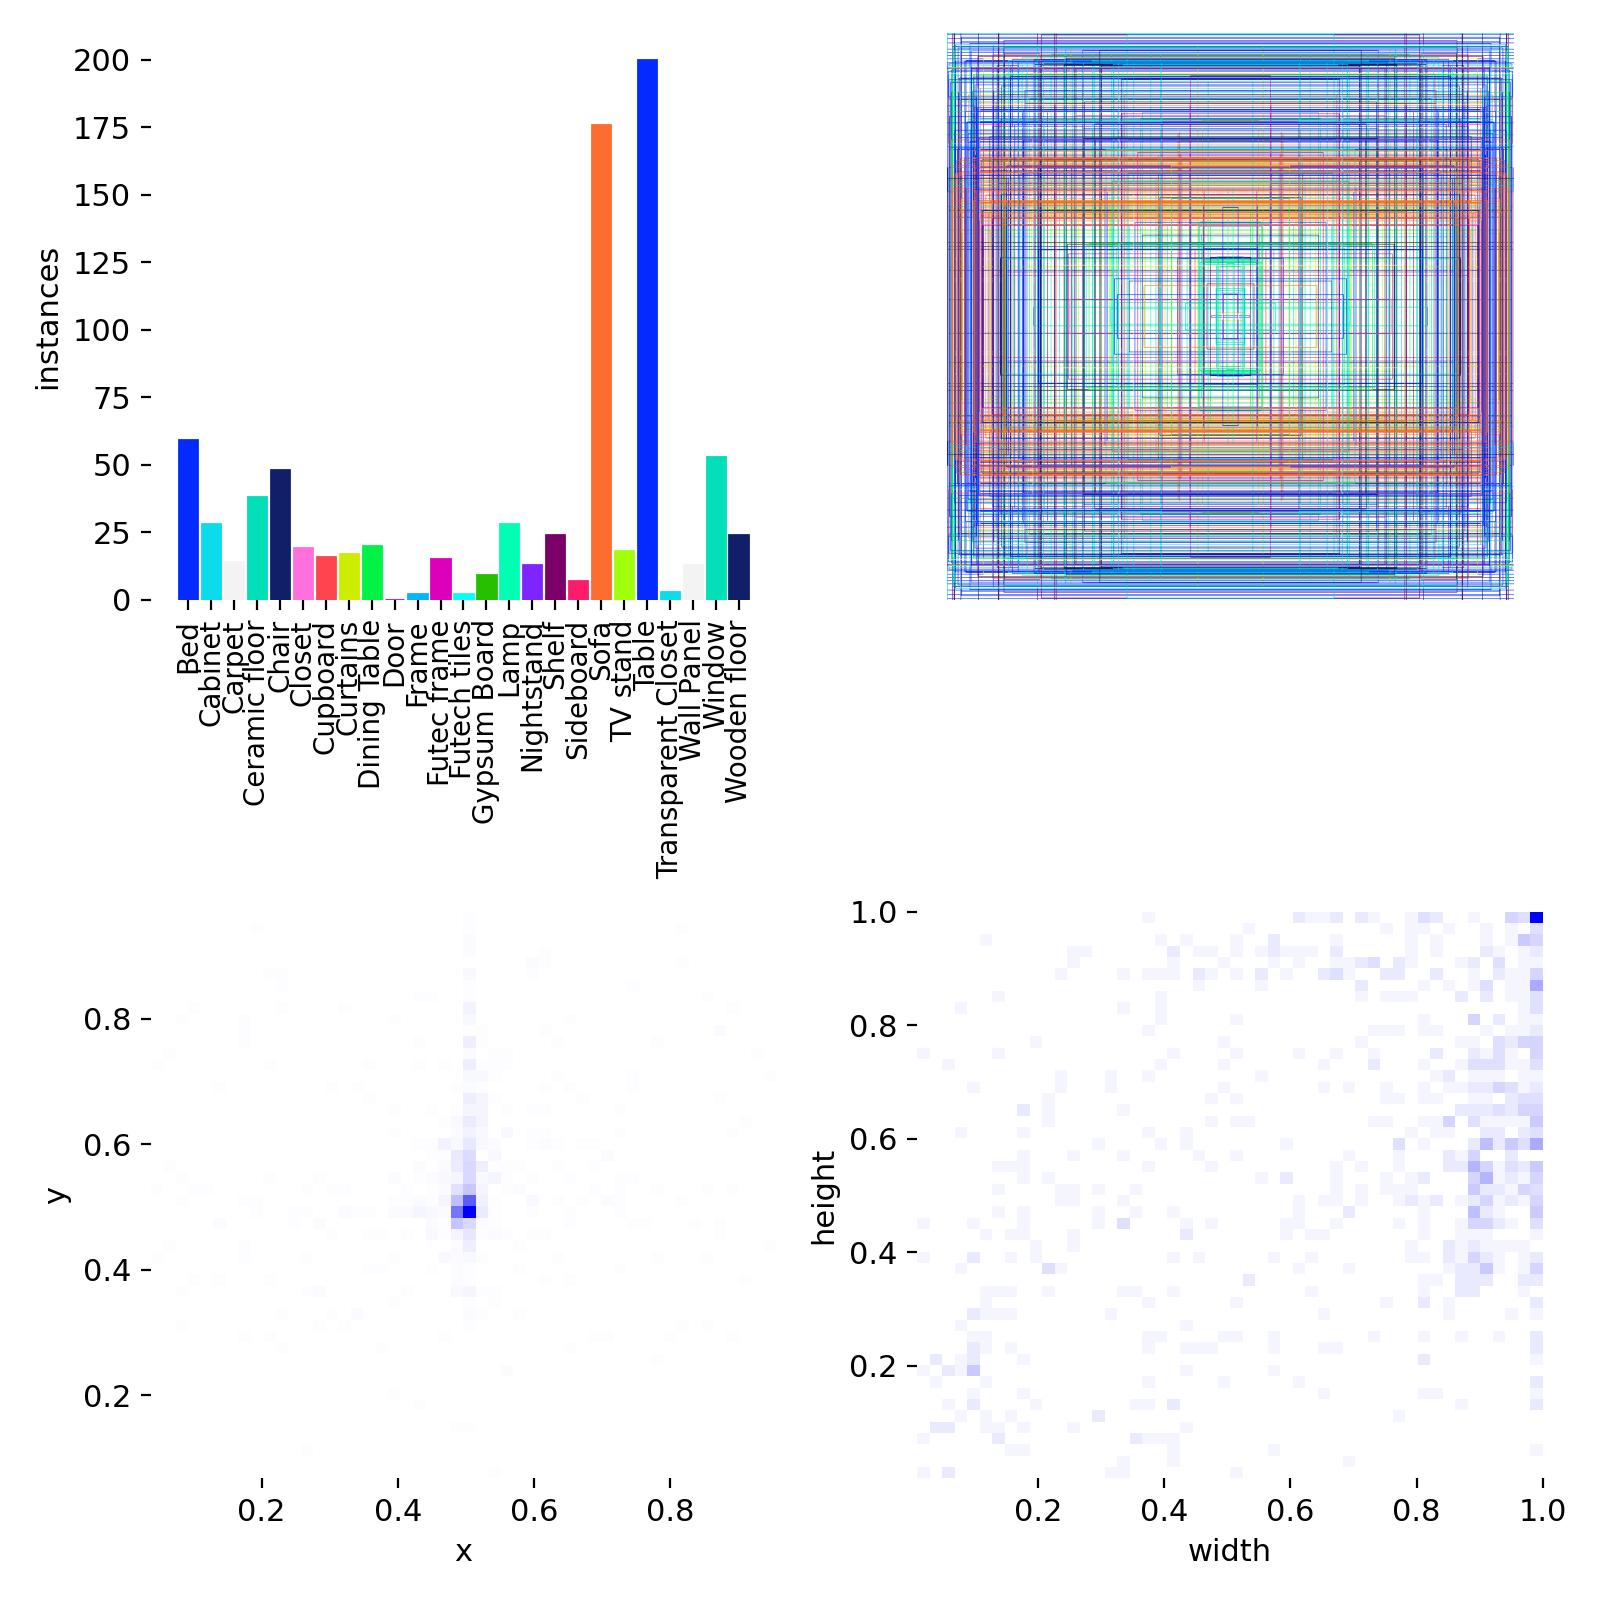 200
175
150
125
100
75
50
25
0
instances
Bed
Cabinet
Carpet
Ceramic floor
Chair
Closet
Cupboard
Curtains
Dining Table
Door
Frame
Futec frame
Futech tiles
Gypsum Board
Lamp
Nightstand
Shelf
Sideboard
Sofa
TV stand
Table
Transparent Closet
Wall Panel
Window
Wooden floor
0.8
0.6
0.4
0.2
y
0.2 0.4 0.6 0.8
x
1.0
0.8
0.6
0.4
0.2
height
0.2 0.4 0.6 0.8 1.0
width